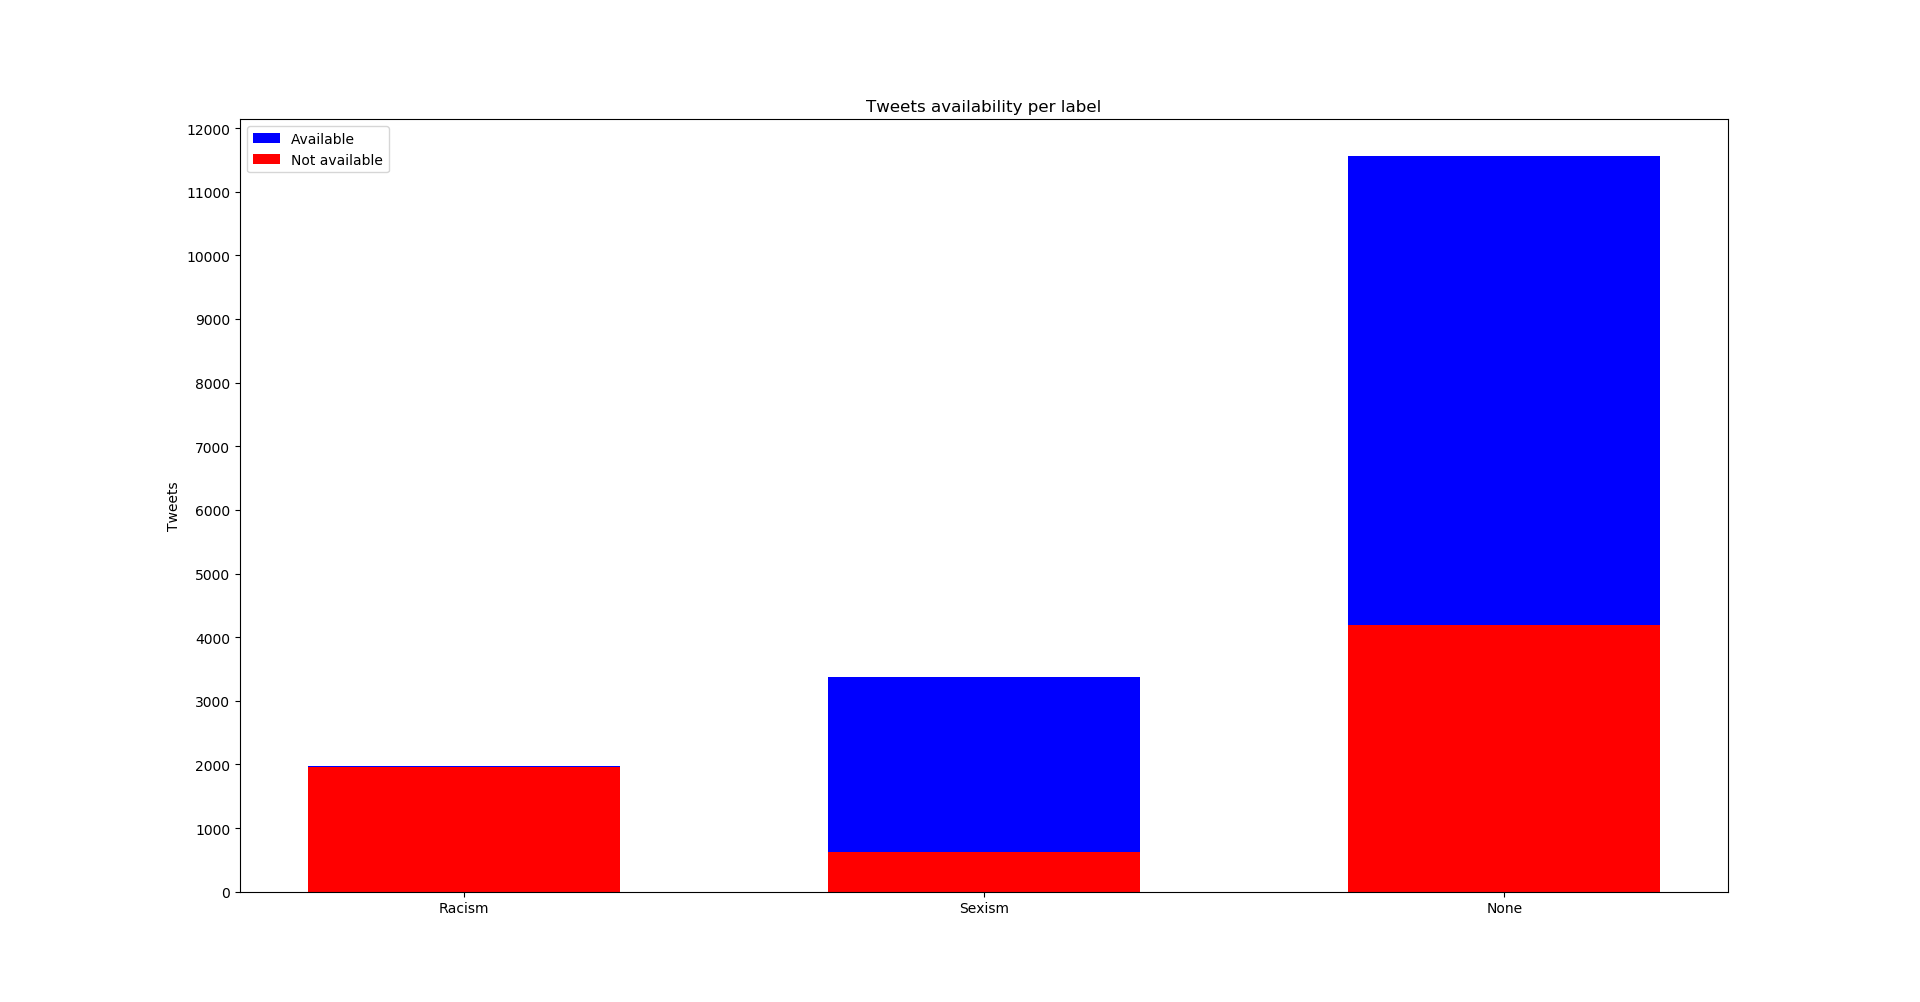 Tweets availability per label
Available
Not available
12000
11000
10000
9000
8000
7000
6000
5000
4000
3000
2000
1000
0
Tweets
Racism
Sexism
None